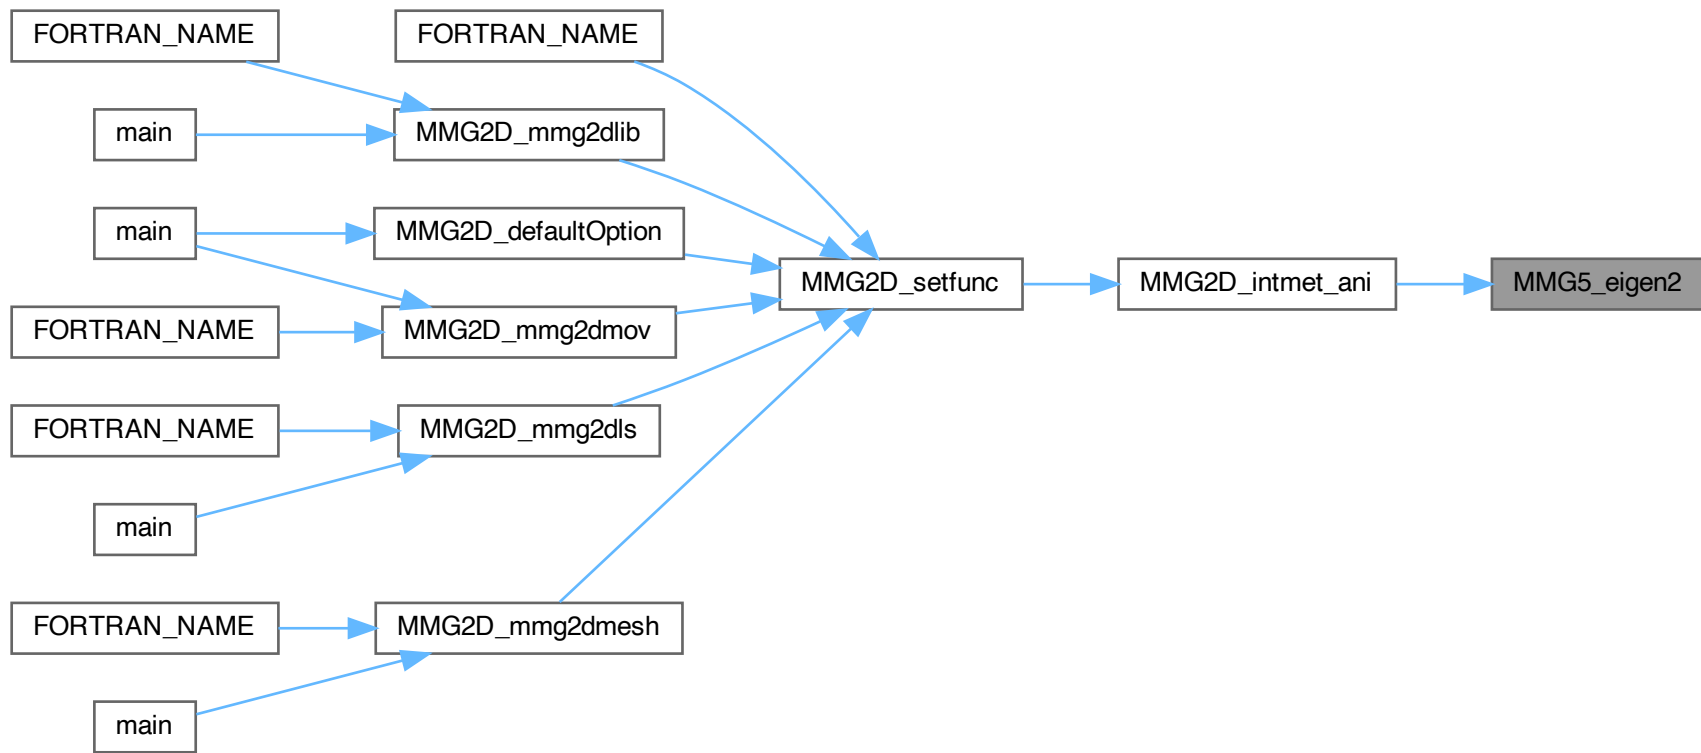 FORTRAN_NAME
FORTRAN_NAME
main
MMG2D_mmg2dlib
main
MMG2D_defaultOption
MMG2D_setfunc
MMG2D_intmet_ani
MMG5_eigen2
FORTRAN_NAME
MMG2D_mmg2dmov
FORTRAN_NAME
MMG2D_mmg2dls
main
FORTRAN_NAME
MMG2D_mmg2dmesh
main